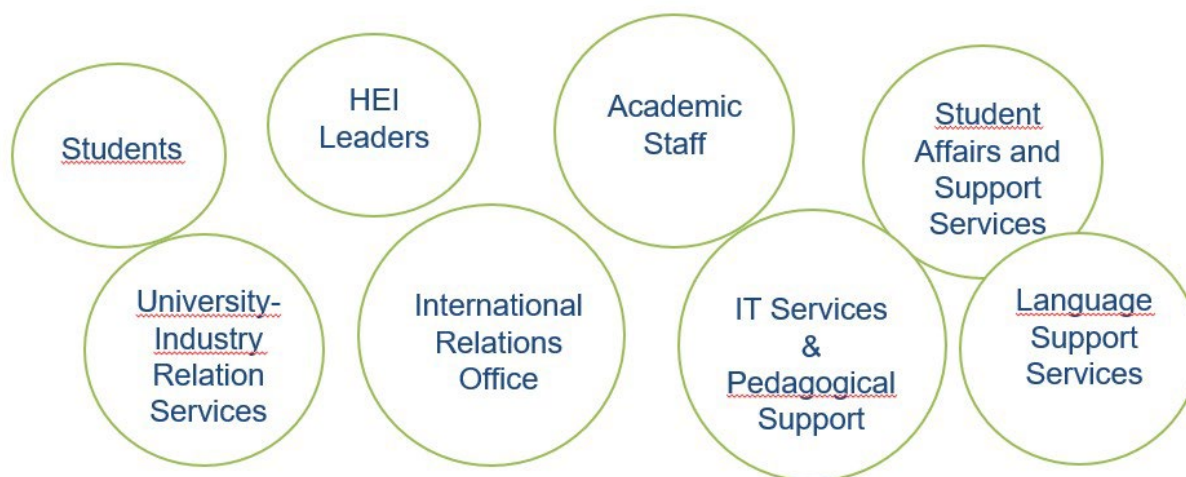 Students
HEI
Leaders
Academic
Staff
Student
Affairs and
Support
Services
University-
Industry
Relation
Services
International
Relations
Office
IT Services
&
Pedagogical
Support
Language
Support
Services